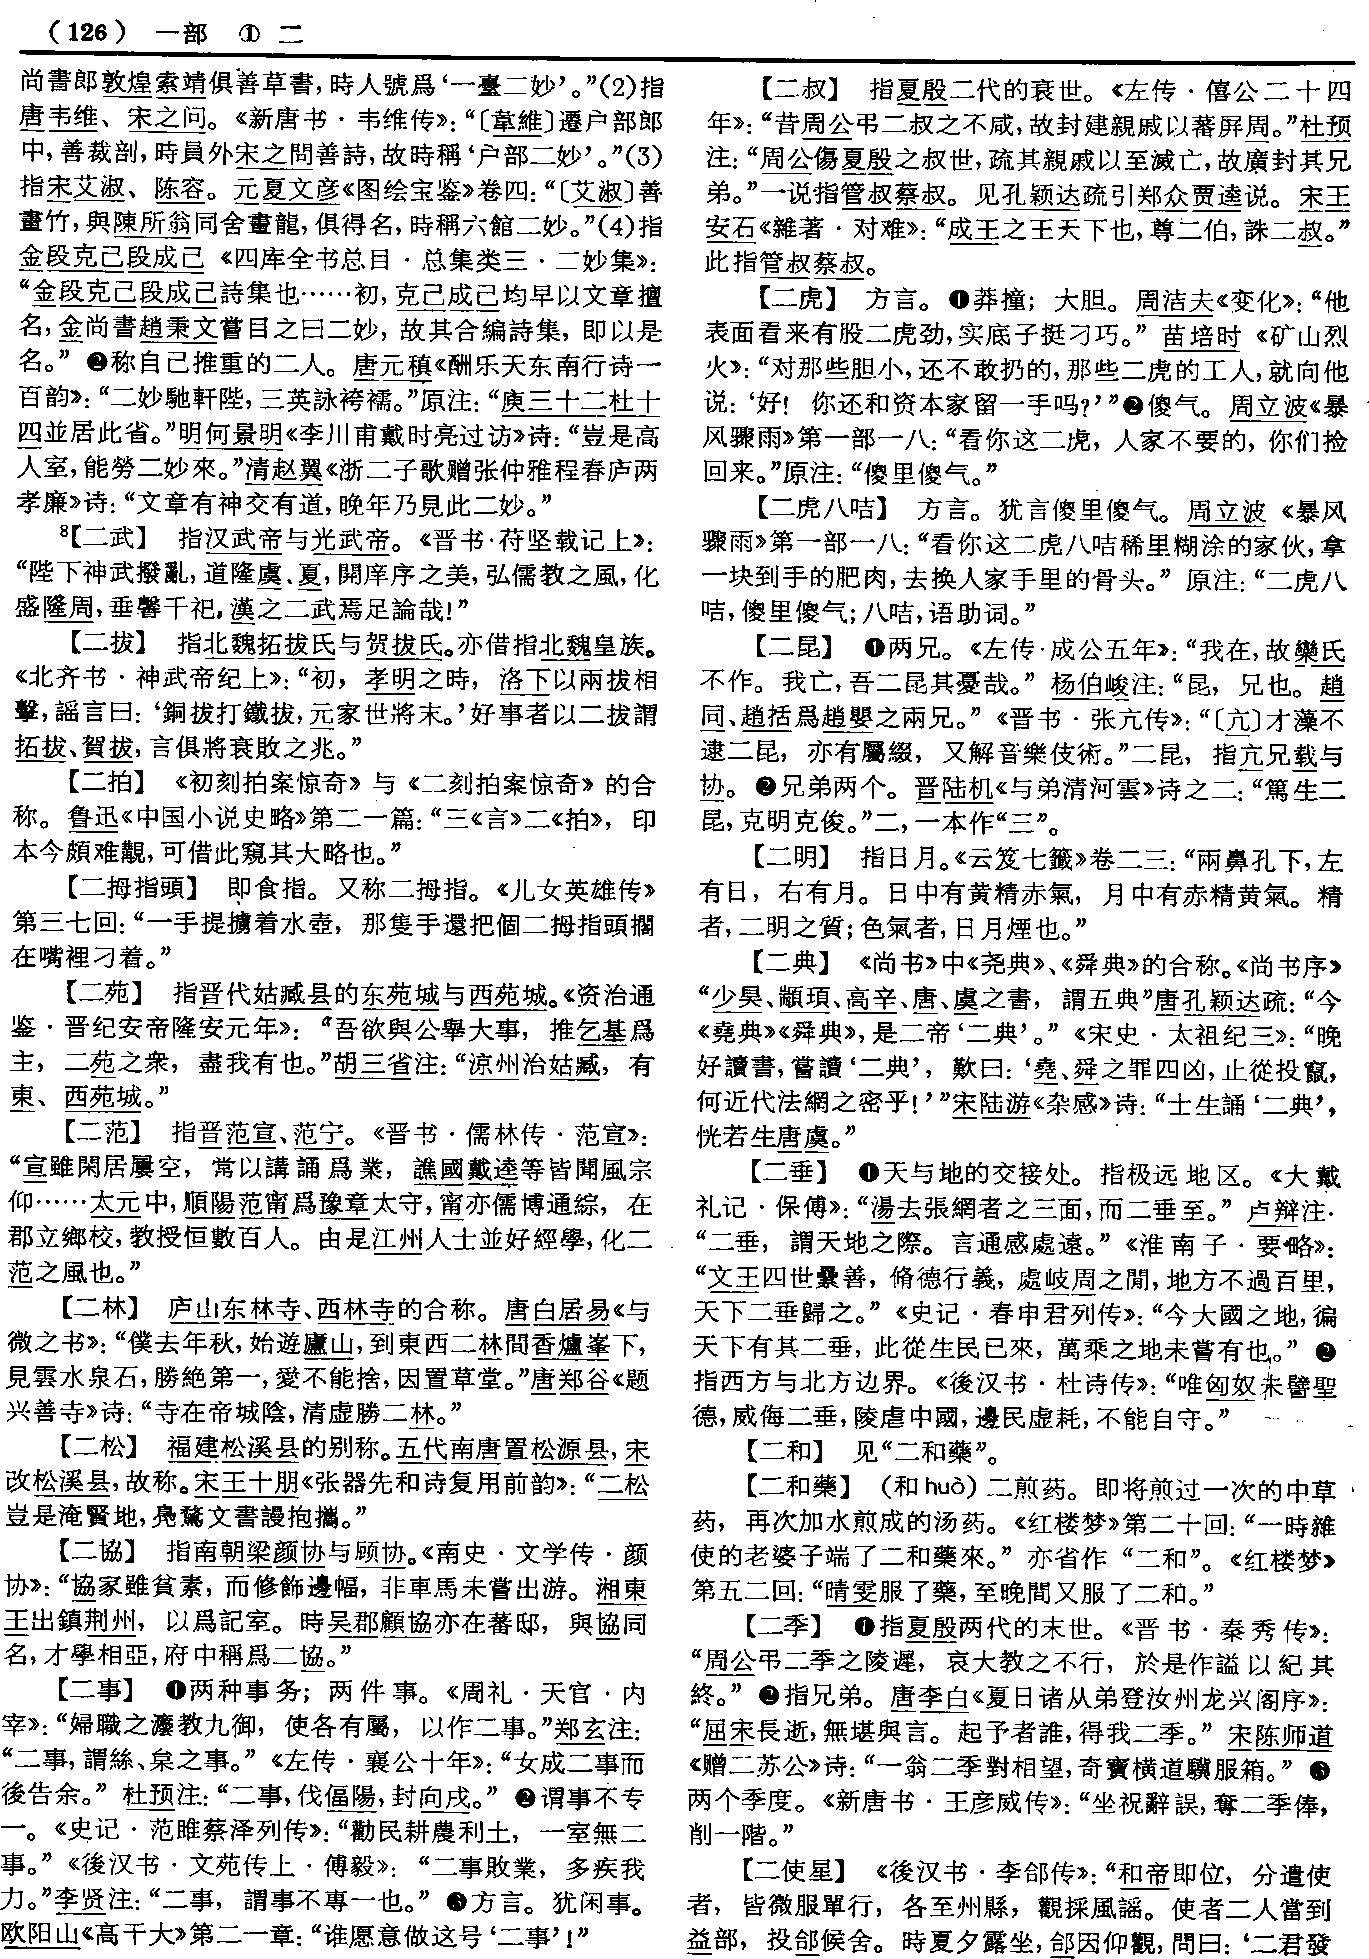 （126） 一部 ① 二
尚書郎敦煌索靖俱善草書，時人號爲‘一臺二妙’。”(2)指
唐韦维、宋之问。《新唐书·韦维传》：“〔韋維〕遷户部郎
中，善裁剖，時員外宋之問善詩，故時稱‘户部二妙’。”(3)
指宋艾淑、陈容。元夏文彦《图绘宝鉴》卷四：“〔艾淑〕善
畫竹，與陳所翁同舍畫龍，俱得名，時稱六館二妙。”(4)指
金段克己段成己《四库全书总目·总集类三·二妙集》：
“金段克己段成己詩集也……初，克己成己均早以文章擅
名，金尚書趙秉文嘗目之曰二妙，故其合編詩集，即以是
名。”❷称自己推重的二人。唐元稹《酬乐天东南行诗一
百韵》：“二妙馳軒陛，三英詠袴襦。”原注：“庾三十二杜十
四並居此省。”明何景明《李川甫戴时亮过访》诗：“豈是高
人室，能勞二妙來。”清赵翼《浙二子歌赠张仲雅程春庐两
孝廉》诗：“文章有神交有道，晚年乃見此二妙。”
8【二武】 指汉武帝与光武帝。《晋书·苻坚载记上》：
“陛下神武撥亂，道隆虞、夏，開庠序之美，弘儒教之風，化
盛隆周，垂馨千祀，漢之二武焉足論哉！”
【二拔】 指北魏拓拔氏与贺拔氏。亦借指北魏皇族。
《北齐书·神武帝纪上》：“初，孝明之時，洛下以兩拔相
擊，謡言曰：‘銅拔打鐵拔，元家世將末。’好事者以二拔謂
拓拔、賀拔，言俱將衰敗之兆。”
【二拍】 《初刻拍案惊奇》与《二刻拍案惊奇》的合
称。鲁迅《中国小说史略》第二一篇：“三《言》二《拍》，印
本今頗难觀，可借此窺其大略也。”
【二拇指頭】 即食指。又称二拇指。《儿女英雄传》
第三七回：“一手提擄着水壺，那隻手還把個二拇指頭擱
在嘴裡刁着。”
【二苑】 指晋代姑臧县的东苑城与西苑城。《资治通
鉴·晋纪安帝隆安元年》：“吾欲與公舉大事，推乞基爲
主，二苑之衆，盡我有也。”胡三省注：“涼州治姑臧，有
東、西苑城。”
【二范】 指晋范宣、范宁。《晋书·儒林传·范宣》：
“宣雖閑居屢空，常以講誦爲業，譙國戴逵等皆聞風宗
仰……太元中，順陽范甯爲豫章太守，甯亦儒博通綜，在
郡立鄉校，教授恒數百人。由是江州人士並好經學，化二
范之風也。”
【二林】 庐山东林寺、西林寺的合称。唐白居易《与
微之书》：“僕去年秋，始遊廬山，到東西二林間香爐峯下，
見雲水泉石，勝絶第一，愛不能捨，因置草堂。”唐郑谷《题
兴善寺》诗：“寺在帝城陰，清虚勝二林。”
【二松】 福建松溪县的别称。五代南唐置松源县，宋
改松溪县，故称。宋王十朋《张器先和诗复用前韵》：“二松
豈是淹賢地，鳧鶩文書謾抱攜。”
【二協】 指南朝梁颜协与顾协。《南史·文学传·颜
协》：“協家雖貧素，而修飾邊幅，非車馬未嘗出游。湘東
王出鎮荆州，以爲記室。時吴郡顧協亦在蕃邸，與協同
名，才學相亞，府中稱爲二協。”
【二事】 ❶两种事务；两件事。《周礼·天官·内
宰》：“婦職之灋教九御，使各有屬，以作二事。”郑玄注：
“二事，謂絲、枲之事。”《左传·襄公十年》：“女成二事而
後告余。”杜预注：“二事，伐偪陽，封向戌。”❷谓事不专
一。《史记·范雎蔡泽列传》：“勸民耕農利土，一室無二
事。”《後汉书·文苑传上·傅毅》：“二事敗業，多疾我
力。”李贤注：“二事，謂事不專一也。”❸方言。犹闲事。
欧阳山《高干大》第二一章：“谁愿意做这号‘二事’！”
【二叔】 指夏殷二代的衰世。《左传·僖公二十四
年》：“昔周公弔二叔之不咸，故封建親戚以蕃屏周。”杜预
注：“周公傷夏殷之叔世，疏其親戚以至滅亡，故廣封其兄
弟。”一说指管叔蔡叔。见孔颖达疏引郑众贾逵说。宋王
安石《雜著·对难》：“成王之王天下也，尊二伯，誅二叔。”
此指管叔蔡叔。
【二虎】 方言。❶莽撞；大胆。周洁夫《变化》：“他
表面看来有股二虎劲，实底子挺刁巧。”苗培时《矿山烈
火》：“对那些胆小，还不敢扔的，那些二虎的工人，就向他
说：‘好！你还和资本家留一手吗？’”❷傻气。周立波《暴
风骤雨》第一部一八：“看你这二虎，人家不要的，你们捡
回来。”原注：“傻里傻气。”
【二虎八咭】 方言。犹言傻里傻气。周立波《暴风
骤雨》第一部一八：“看你这二虎八咭稀里糊涂的家伙，拿
一块到手的肥肉，去换人家手里的骨头。”原注：“二虎八
咭，傻里傻气；八咭，语助词。”
【二昆】 ❶两兄。《左传·成公五年》：“我在，故欒氏
不作。我亡，吾二昆其憂哉。”杨伯峻注：“昆，兄也。趙
同、趙括爲趙嬰之兩兄。”《晋书·张亢传》：“〔亢〕才藻不
逮二昆，亦有屬綴，又解音樂伎術。”二昆，指亢兄载与
协。❷兄弟两个。晋陆机《与弟清河雲》诗之二：“篤生二
昆，克明克俊。”二，一本作“三”。
【二明】 指日月。《云笈七籤》卷二三：“兩鼻孔下，左
有日，右有月。日中有黄精赤氣，月中有赤精黄氣。精
者，二明之質；色氣者，日月煙也。”
【二典】 《尚书》中《尧典》、《舜典》的合称。《尚书序》
“少昊、顓頊、高辛、唐、虞之書，謂五典”唐孔颖达疏：“今
《堯典》《舜典》，是二帝‘二典’。”《宋史·太祖纪三》：“晚
好讀書，嘗讀‘二典’，歎曰：‘堯、舜之罪四凶，止從投竄，
何近代法網之密乎！’”宋陆游《杂感》诗：“士生誦‘二典’，
恍若生唐虞。”
【二垂】 ❶天与地的交接处。指极远地区。《大戴
礼记·保傅》：“湯去張網者之三面，而二垂至。”卢辩注·
“二垂，謂天地之際。言通感處遠。”《淮南子·要略》：
“文王四世纍善，脩德行義，處岐周之閒，地方不過百里，
天下二垂歸之。”《史记·春申君列传》：“今大國之地，徧
天下有其二垂，此從生民已來，萬乘之地未嘗有也。”❷
指西方与北方边界。《後汉书·杜诗传》：“唯匈奴未譬聖
德，威侮二垂，陵虐中國，邊民虚耗，不能自守。”
【二和】 见“二和藥”。
【二和藥】 （和huò）二煎药。即将煎过一次的中草
药，再次加水煎成的汤药。《红楼梦》第二十回：“一時雜
使的老婆子端了二和藥來。”亦省作“二和”。《红楼梦》
第五二回：“晴雯服了藥，至晚間又服了二和。”
【二季】 ❶指夏殷两代的末世。《晋书·秦秀传》：
“周公弔二季之陵遲，哀大教之不行，於是作謚以紀其
終。”❷指兄弟。唐李白《夏日诸从弟登汝州龙兴阁序》：
“屈宋長逝，無堪與言。起予者誰，得我二季。”宋陈师道
《赠二苏公》诗：“一翁二季對相望，奇寶横道驥服箱。”❸
两个季度。《新唐书·王彦威传》：“坐祝辭誤，奪二季俸，
削一階。”
【二使星】 《後汉书·李郃传》：“和帝即位，分遣使
者，皆微服單行，各至州縣，觀採風謡。使者二人當到
益部，投郃候舍。時夏夕露坐，郃因仰觀，問曰：‘二君發